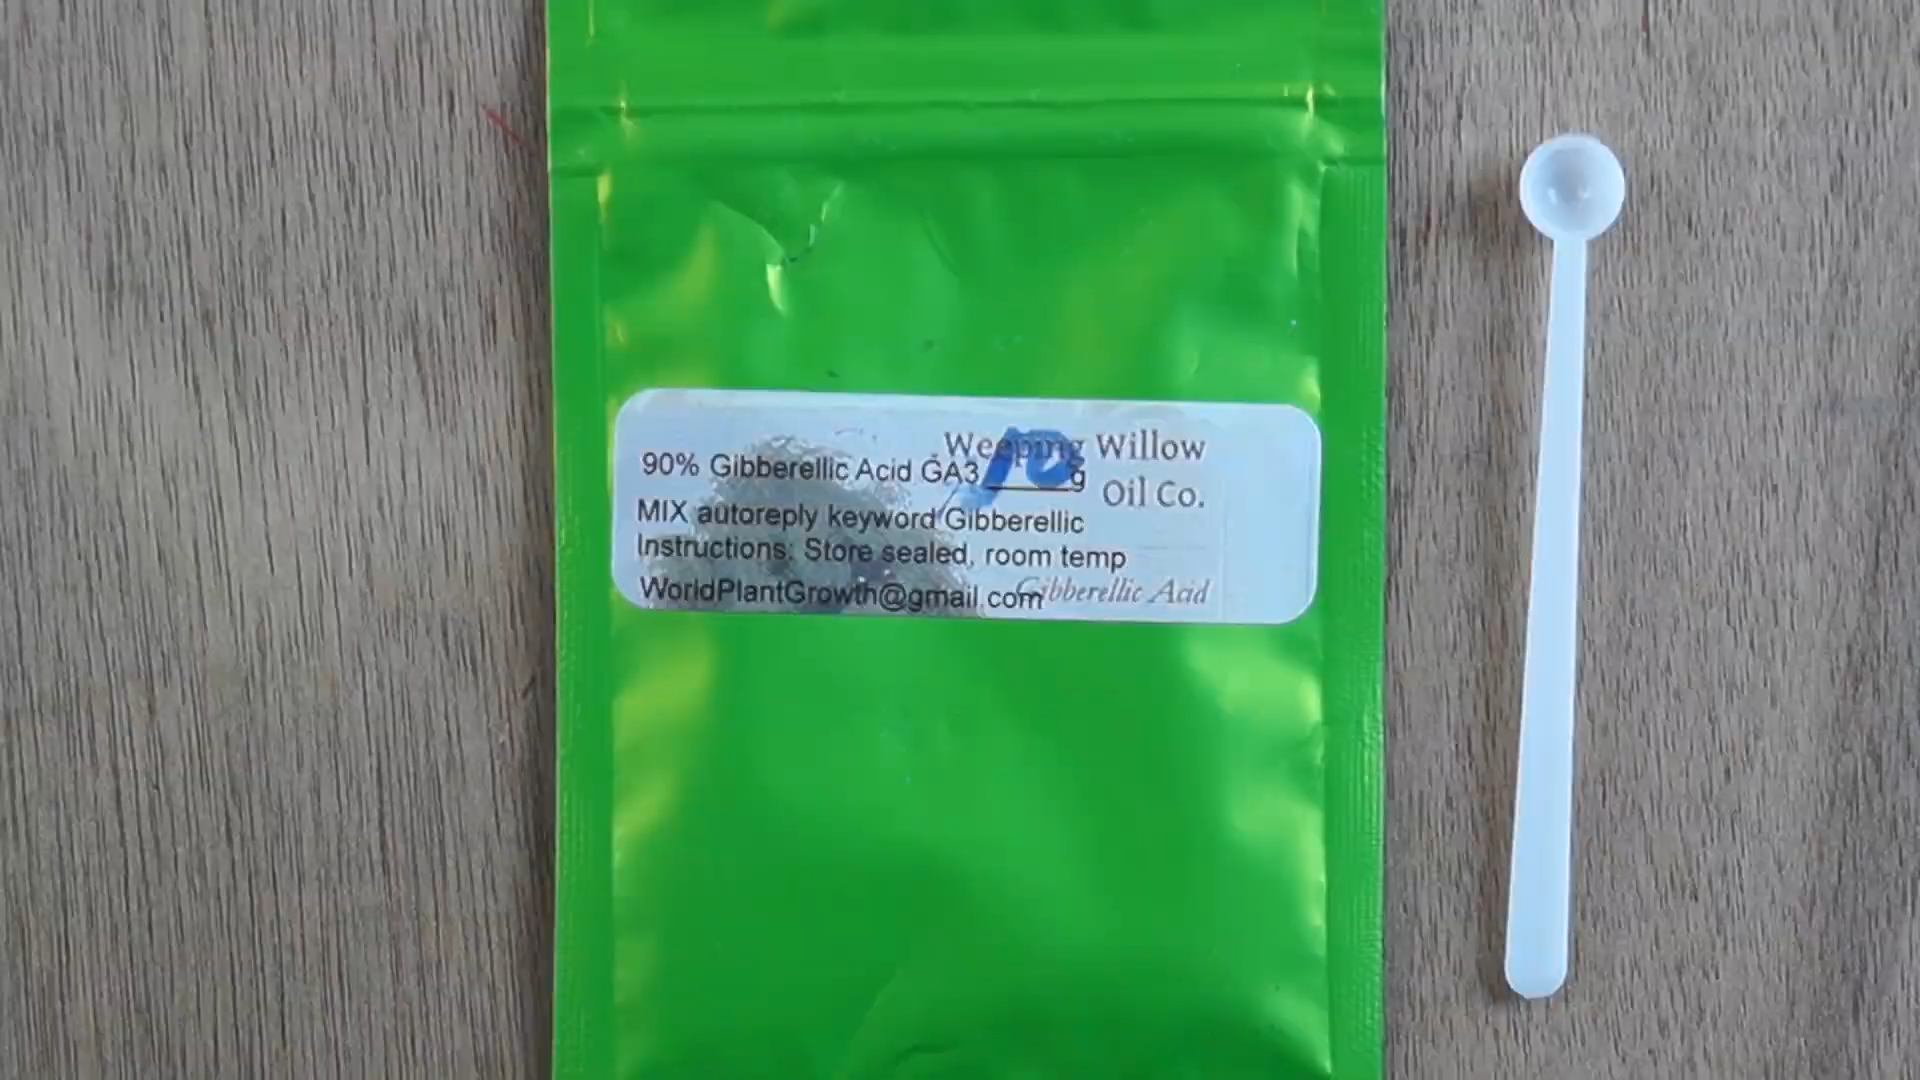 Weeping Willow
Oil Co.
90% Gibberellic Acid GA3 10 g
MIX autoreply keyword Gibberellic
Instructions: Store sealed, room temp
WorldPlantGrowth@gmail.com
Gibberellic Acid